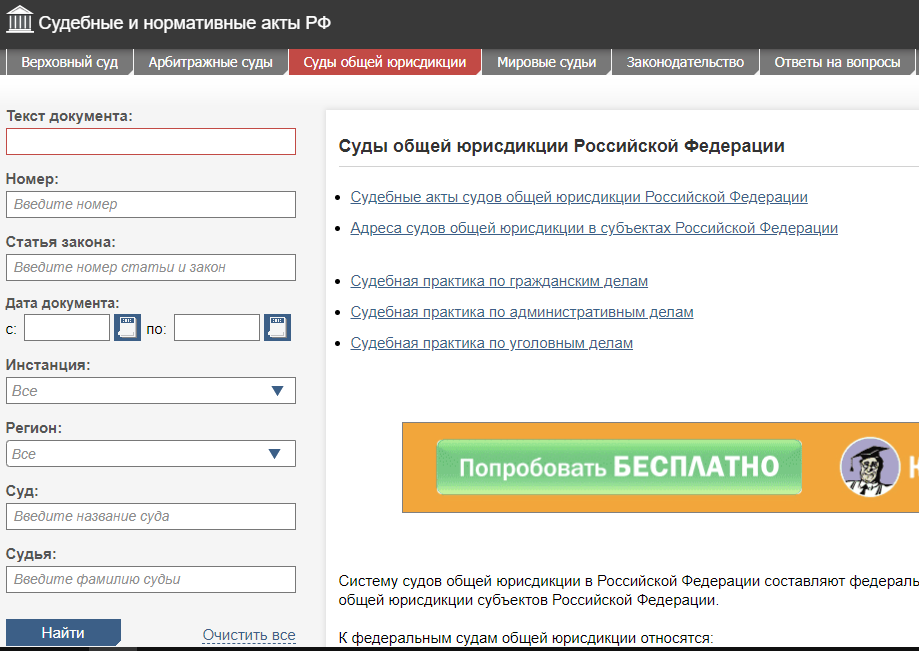 Судебные и нормативные акты РФ
Верховный суд
Арбитражные суды
Суды общей юрисдикции
Мировые судьи
Законодательство
Ответы на вопросы
Текст документа:
Номер:
Введите номер
Статья закона:
Введите номер статьи и закон
Дата документа:
с:
по:
Инстанция:
Все
Регион:
Все
Суд:
Введите название суда
Судья:
Введите фамилию судьи
Найти
Очистить все
Суды общей юрисдикции Российской Федерации
Судебные акты судов общей юрисдикции Российской Федерации
Адреса судов общей юрисдикции в субъектах Российской Федерации
Судебная практика по гражданским делам
Судебная практика по административным делам
Судебная практика по уголовным делам
Попробовать БЕСПЛАТНО
К
Систему судов общей юрисдикции в Российской Федерации составляют федераль
общей юрисдикции субъектов Российской Федерации.
К федеральным судам общей юрисдикции относятся: